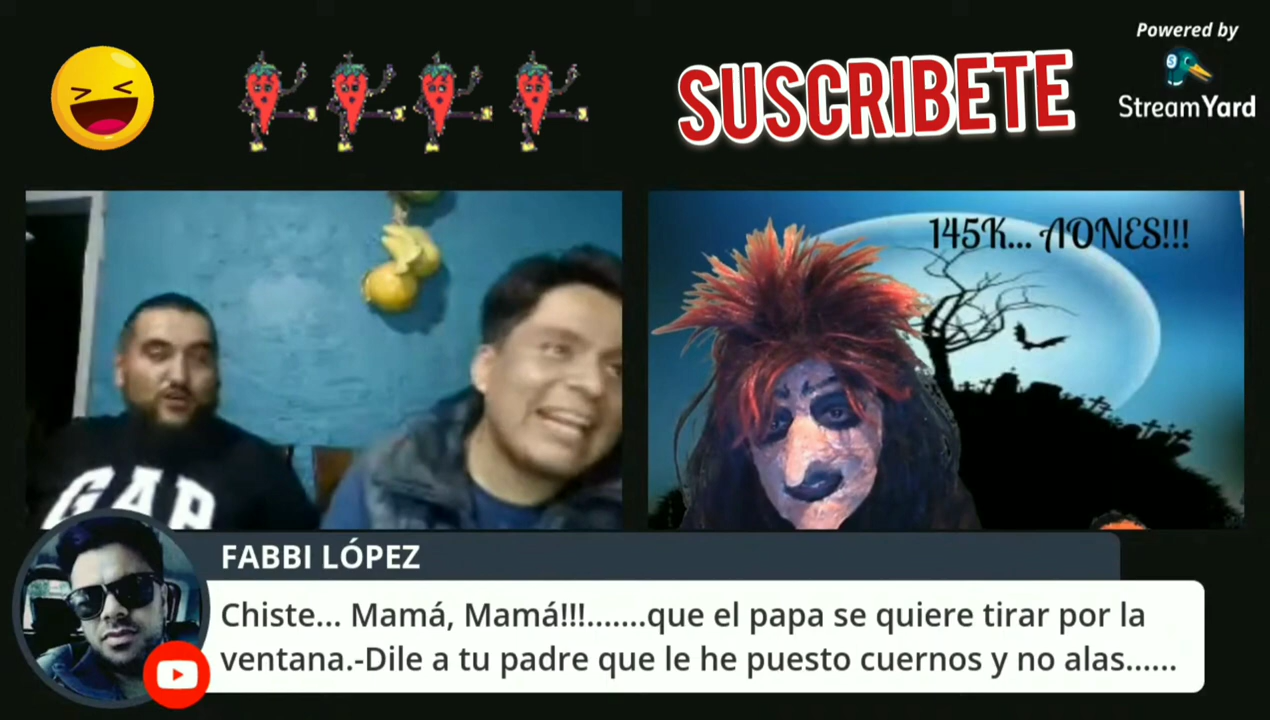 Powered by
StreamYard
SUSCRIBETE
145K... AONES!!!
GAP
FABBI LÓPEZ
Chiste... Mamá, Mamá!!!.......que el papa se quiere tirar por la
ventana.-Dile a tu padre que le he puesto cuernos y no alas......